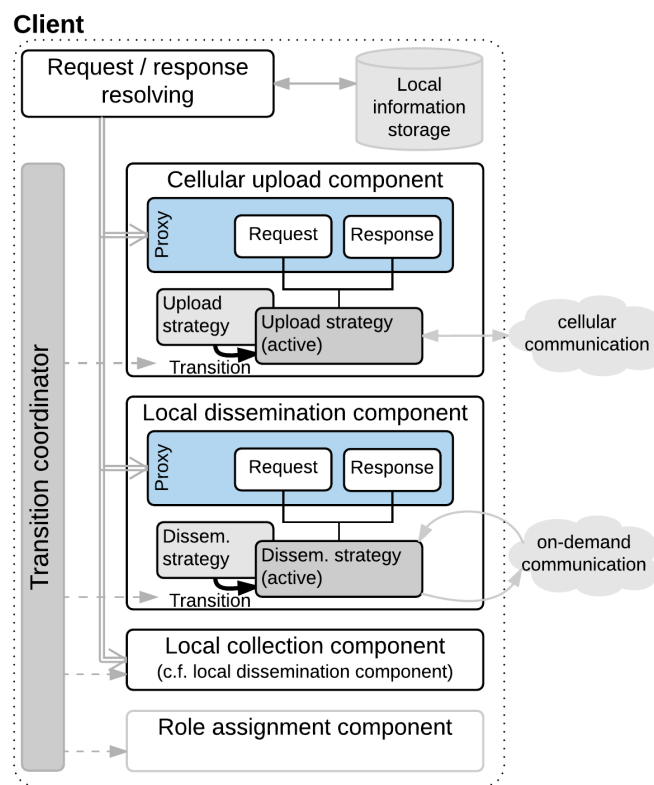 Client
Request / response
resolving
Local
information
storage
Transition coordinator
Cellular upload component
Proxy
Request
Response
Upload
strategy
Upload strategy
(active)
Transition
cellular
communication
Local dissemination component
Proxy
Request
Response
Dissem.
strategy
Dissem. strategy
(active)
Transition
on-demand
communication
Local collection component
(c.f. local dissemination component)
Role assignment component